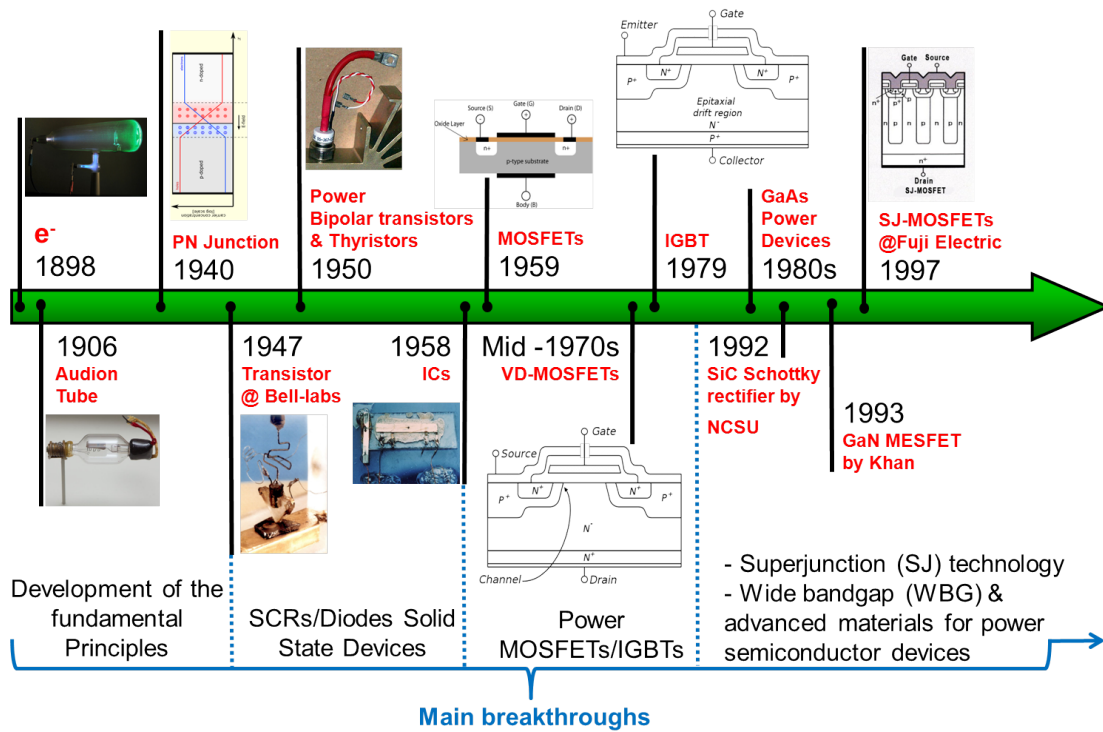 e-
1898
PN Junction
1940
n-doped
p-doped
Power
Bipolar transistors
& Thyristors
1950
Source (S)
Gate (G)
Drain (D)
Oxide Layer
n+
n+
p-type substrate
Body (B)
MOSFETs
1959
Emitter
Gate
P+
N+
N+
P+
Epitaxial
drift region
N-
P+
Collector
IGBT
1979
GaAs
Power
Devices
1980s
Gate
Source
n+
p+
p
n
p
n
p
n
p
n
n+
Drain
SJ-MOSFET
SJ-MOSFETs
@Fuji Electric
1997
1906
Audion
Tube
1947
Transistor
@ Bell-labs
1958
ICs
Mid -1970s
VD-MOSFETs
Gate
Source
P+
N+
N+
P+
N-
N+
Channel
Drain
1992
SiC Schottky
rectifier by
NCSU
1993
GaN MESFET
by Khan
Development of the
fundamental
Principles
SCRs/Diodes Solid
State Devices
Power
MOSFETs/IGBTs
- Superjunction (SJ) technology
- Wide bandgap (WBG) &
advanced materials for power
semiconductor devices
Main breakthroughs